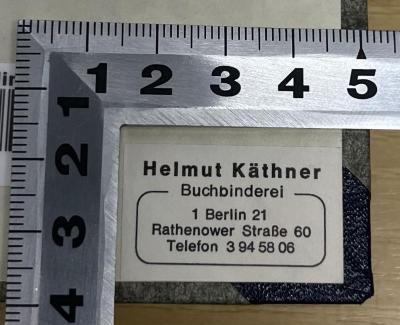 1 2 3 4 5
1
2
3
4
Helmut Käthner
Buchbinderei
1 Berlin 21
Rathenower Straße 60
Telefon 3 94 58 06